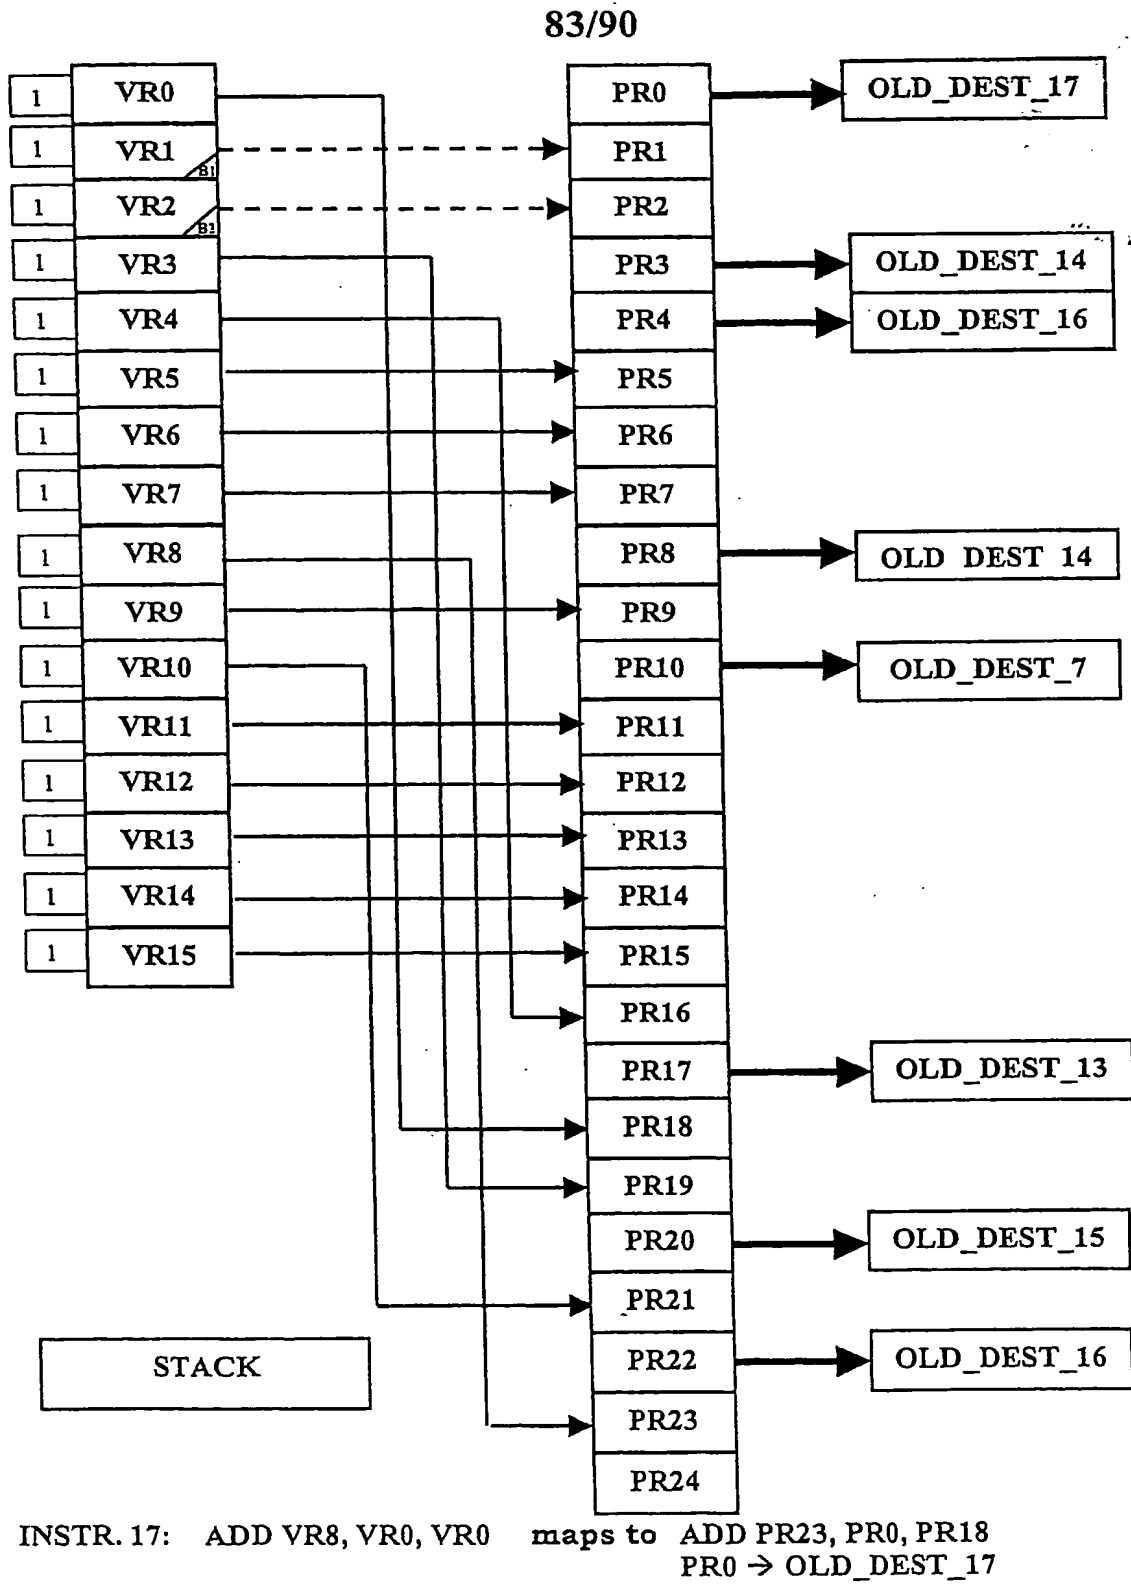 83/90
1 VR0 PR0 OLD_DEST_17
1 VR1 B1 PR1
1 VR2 B2 PR2
1 VR3 PR3 OLD_DEST_14
1 VR4 PR4 OLD_DEST_16
1 VR5 PR5
1 VR6 PR6
1 VR7 PR7
1 VR8 PR8 OLD DEST 14
1 VR9 PR9
1 VR10 PR10 OLD_DEST_7
1 VR11 PR11
1 VR12 PR12
1 VR13 PR13
1 VR14 PR14
1 VR15 PR15
PR16
PR17 OLD_DEST_13
PR18
PR19
PR20 OLD_DEST_15
PR21
STACK PR22 OLD_DEST_16
PR23
PR24
INSTR. 17: ADD VR8, VR0, VR0 maps to ADD PR23, PR0, PR18
PR0 → OLD_DEST_17